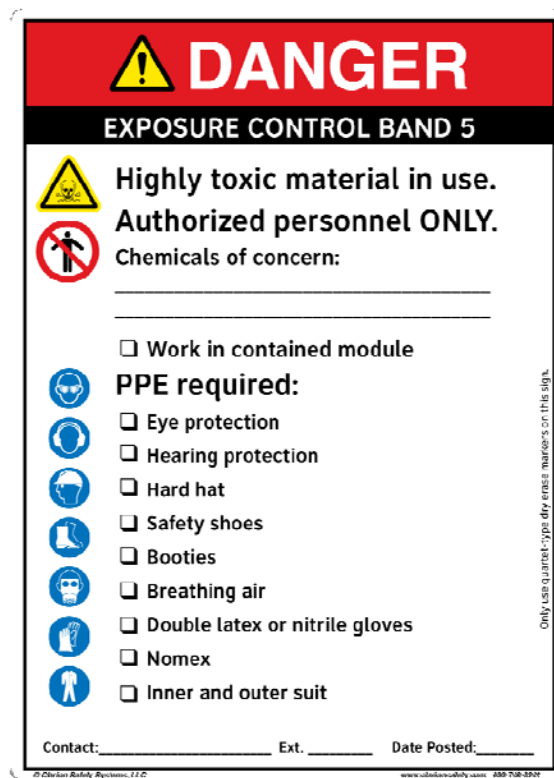 DANGER
EXPOSURE CONTROL BAND 5
Highly toxic material in use.
Authorized personnel ONLY.
Chemicals of concern:
Work in contained module
PPE required:
Eye protection
Hearing protection
Hard hat
Safety shoes
Booties
Breathing air
Double latex or nitrile gloves
Nomex
Inner and outer suit
Only use quartet-type dry erase markers on this sign.
Contact: Ext. Date Posted:
© Clarion Safety Systems, LLC www.clarionsafety.com